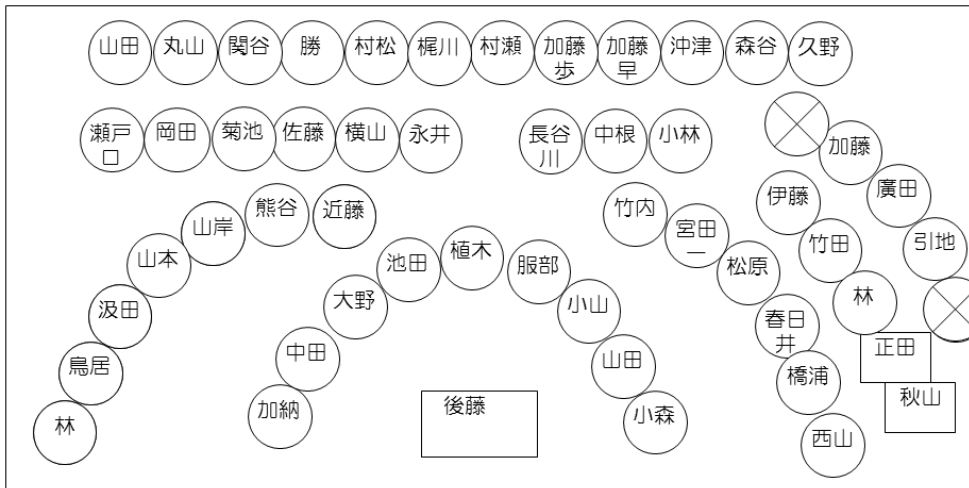 山田 丸山 関谷 勝 村松 梶川 村瀬 加藤歩 加藤早 沖津 森谷 久野
瀬戸口 岡田 菊池 佐藤 横山 永井 長谷川 中根 小林 加藤
熊谷 近藤 竹内 伊藤 廣田
山岸 宮田一 竹田 引地
山本 池田 植木 服部 松原
汲田 大野 小山 春日井 林
鳥居 中田 山田 橋浦 正田
林 加納 後藤 小森 西山 秋山